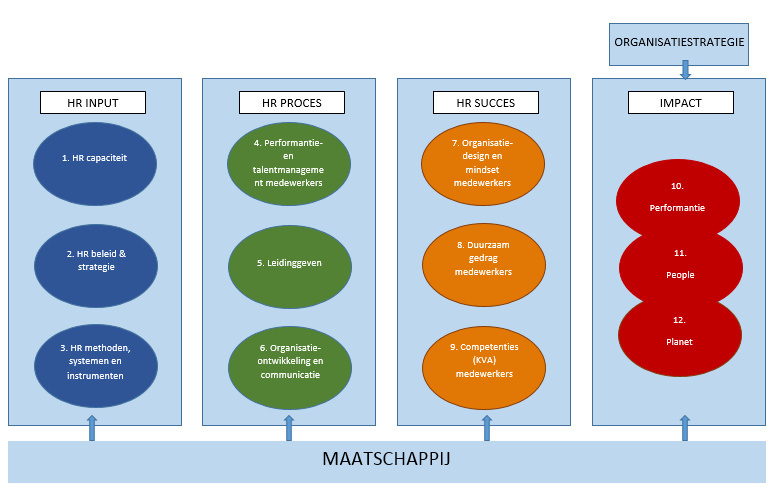 ORGANISATIESTRATEGIE
HR INPUT
1. HR capaciteit
2. HR beleid &
strategie
3. HR methoden,
systemen en
instrumenten
HR PROCES
4. Performantie-
en
talentmanageme
nt medewerkers
5. Leidinggeven
6. Organisatie-
ontwikkeling en
communicatie
HR SUCCES
7. Organisatie-
design en
mindset
medewerkers
8. Duurzaam
gedrag
medewerkers
9. Competenties
(KVA)
medewerkers
IMPACT
10.
Performantie
11.
People
12.
Planet
MAATSCHAPPIJ